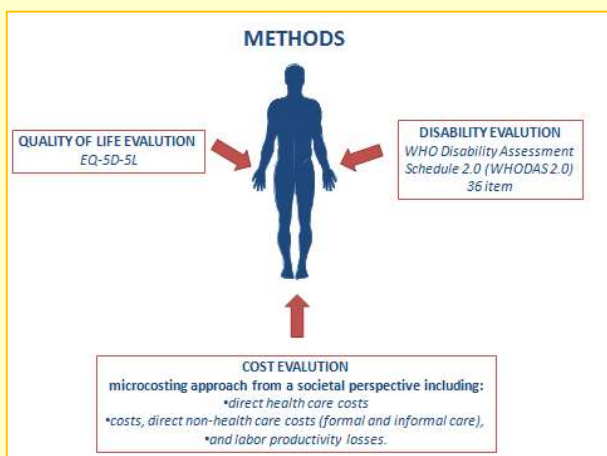 METHODS
QUALITY OF LIFE EVALUTION
EQ-5D-5L
DISABILITY EVALUTION
WHO Disability Assessment
Schedule 2.0 (WHODAS 2.0)
36 item
COST EVALUTION
microcosting approach from a societal perspective including:
•direct health care costs
•costs, direct non-health care costs (formal and informal care),
•and labor productivity losses.